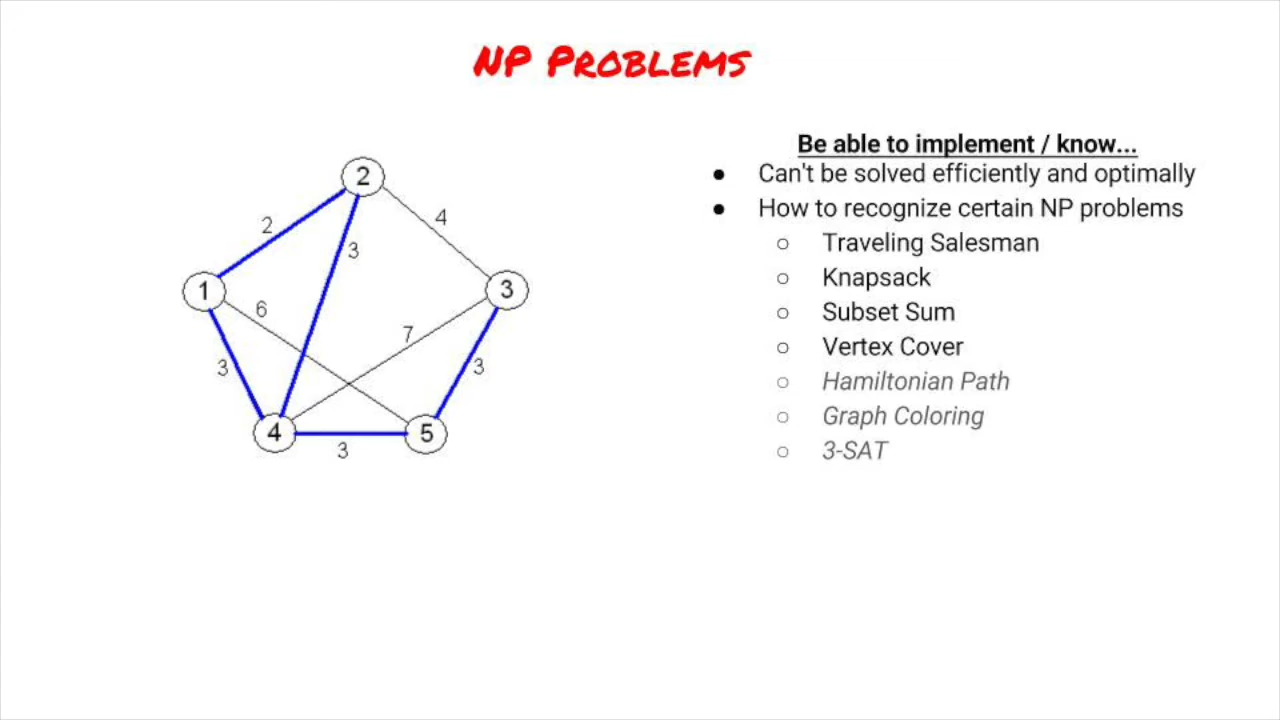 NP PROBLEMS
2
2
4
3
1
6
3
7
3
3
4
5
3
Be able to implement / know...
● Can't be solved efficiently and optimally
● How to recognize certain NP problems
○ Traveling Salesman
○ Knapsack
○ Subset Sum
○ Vertex Cover
○ Hamiltonian Path
○ Graph Coloring
○ 3-SAT